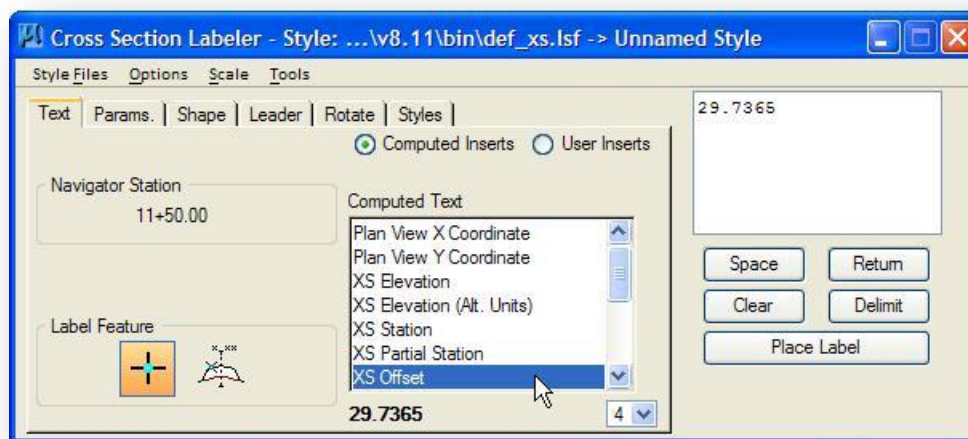 Cross Section Labeler - Style: ...\v8.11\bin\def_xs.lsf -> Unnamed Style
Style Files Options Scale Tools
Text Params. Shape Leader Rotate Styles
Computed Inserts User Inserts
Navigator Station
11+50.00
Computed Text
Plan View X Coordinate
Plan View Y Coordinate
XS Elevation
XS Elevation (Alt. Units)
XS Station
XS Partial Station
XS Offset
Label Feature
29.7365
4
29.7365
Space Return
Clear Delimit
Place Label